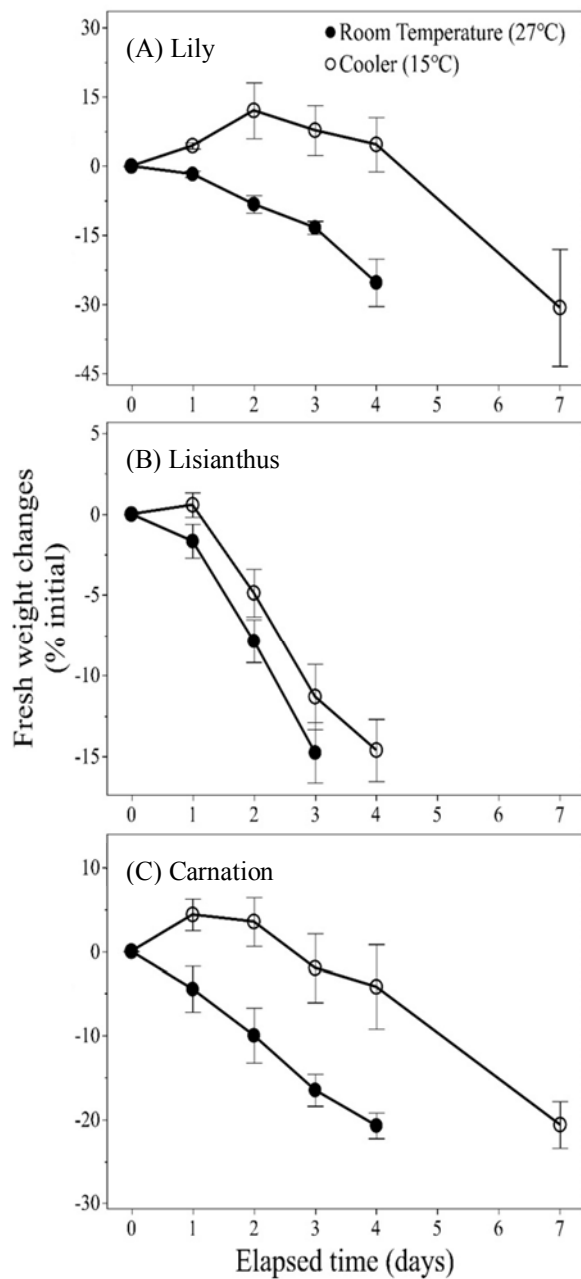 (A) Lily
Room Temperature (27°C)
Cooler (15°C)
30
15
0
-15
-30
-45
0 1 2 3 4 5 6 7
(B) Lisianthus
5
0
-5
-10
-15
0 1 2 3 4 5 6 7
(C) Carnation
10
0
-10
-20
-30
0 1 2 3 4 5 6 7
Fresh weight changes
(% initial)
Elapsed time (days)